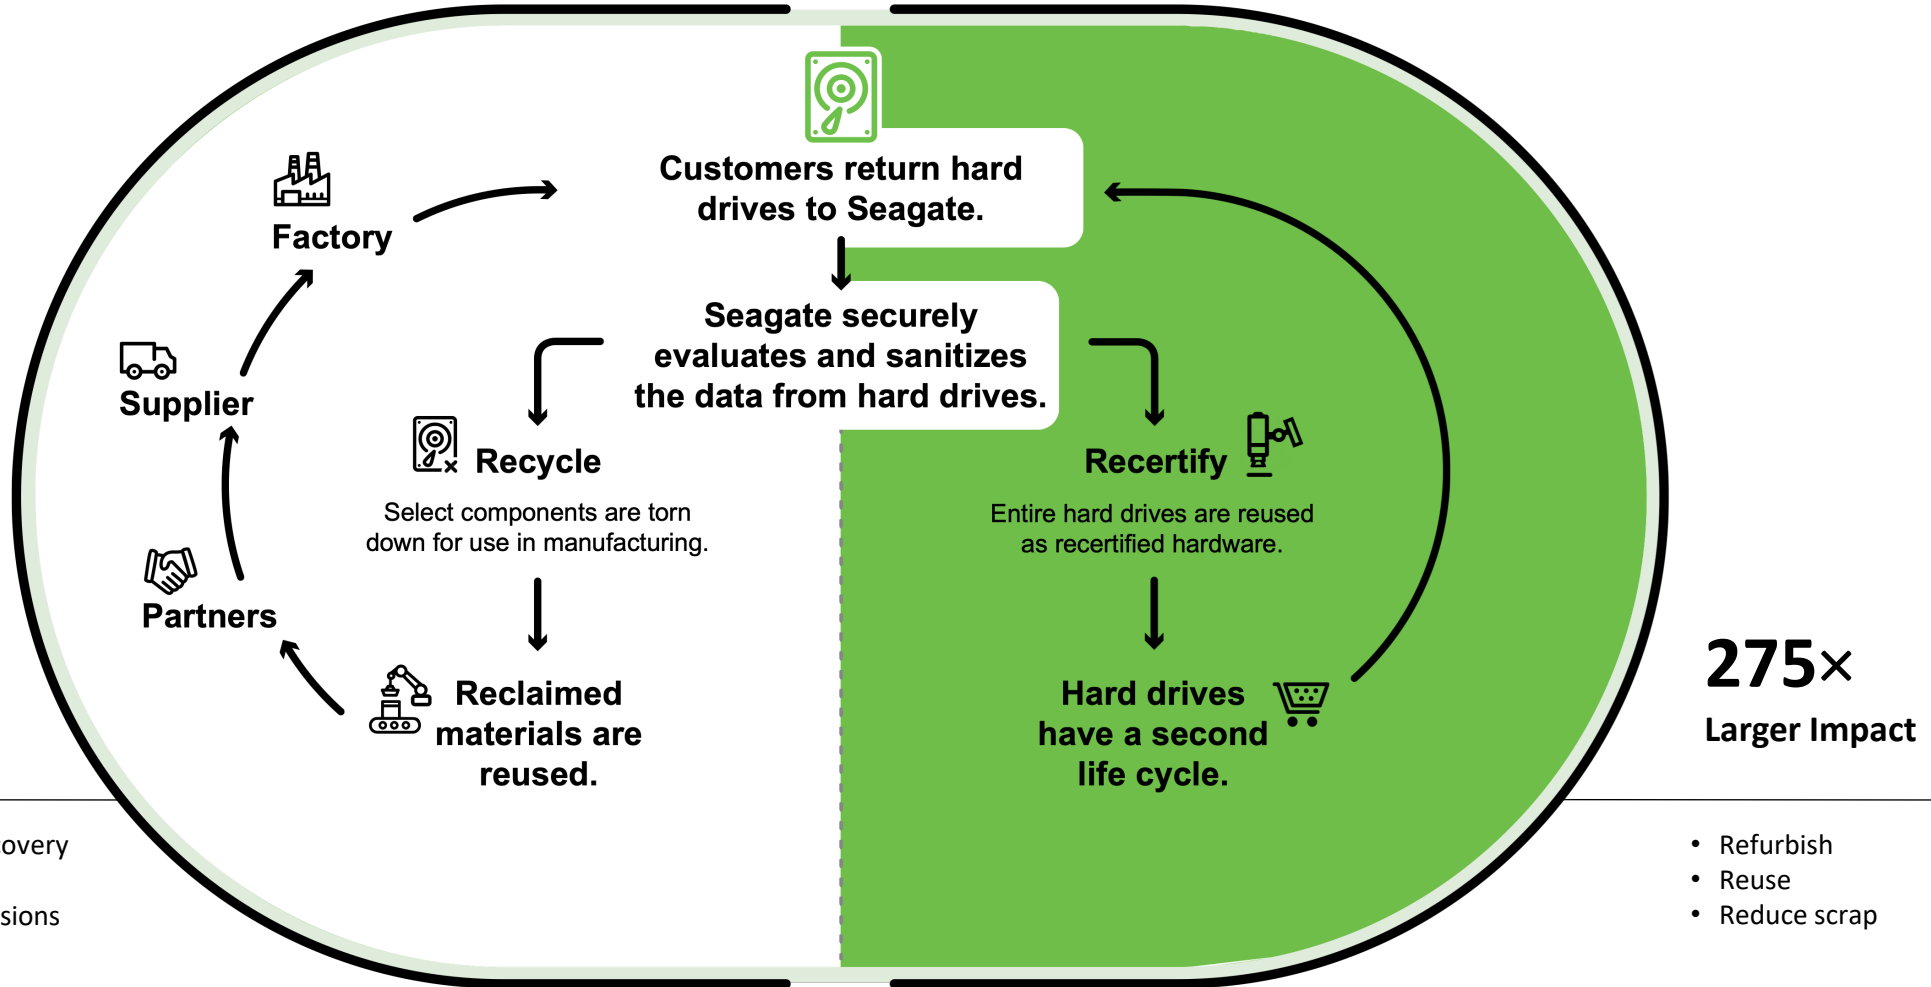 Customers return hard
drives to Seagate.
Factory
Seagate securely
evaluates and sanitizes
the data from hard drives.
Supplier
Recycle
Select components are torn
down for use in manufacturing.
Recertify
Entire hard drives are reused
as recertified hardware.
Partners
Reclaimed
materials are
reused.
Hard drives
have a second
life cycle.
275×
Larger Impact
covery
sions
• Refurbish
• Reuse
• Reduce scrap